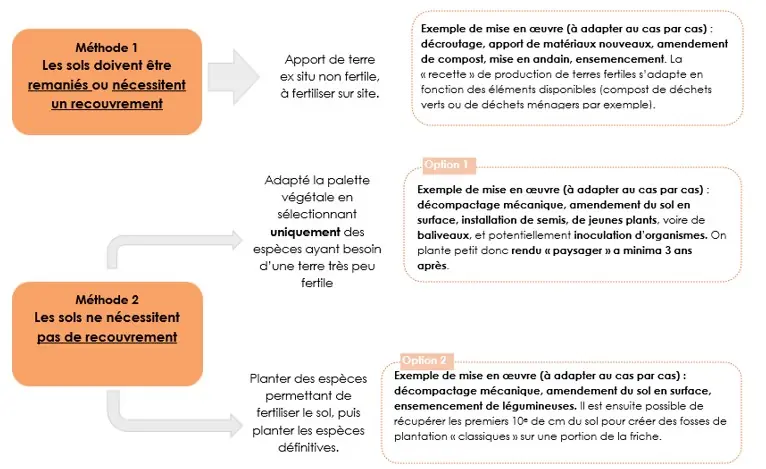 Méthode 1
Les sols doivent être
remaniés ou nécessitent
un recouvrement
Apport de terre
ex situ non fertile,
à fertiliser sur site.
Exemple de mise en œuvre (à adapter au cas par cas) :
décroutage, apport de matériaux nouveaux, amendement
de compost, mise en andain, ensemencement. La
« recette » de production de terres fertiles s’adapte en
fonction des éléments disponibles (compost de déchets
verts ou de déchets ménagers par exemple).
Méthode 2
Les sols ne nécessitent
pas de recouvrement
Adapté la palette
végétale en
sélectionnant
uniquement des
espèces ayant besoin
d’une terre très peu
fertile
Option 1
Exemple de mise en œuvre (à adapter au cas par cas) :
décompactage mécanique, amendement du sol en
surface, installation de semis, de jeunes plants, voire de
baliveaux, et potentiellement inoculation d’organismes. On
plante petit donc rendu « paysager » a minima 3 ans
après.
Planter des espèces
permettant de
fertiliser le sol, puis
planter les espèces
définitives.
Option 2
Exemple de mise en œuvre (à adapter au cas par cas) :
décompactage mécanique, amendement du sol en surface,
ensemencement de légumineuses. Il est ensuite possible de
récupérer les premiers 10ᵉ de cm du sol pour créer des fosses de
plantation « classiques » sur une portion de la friche.